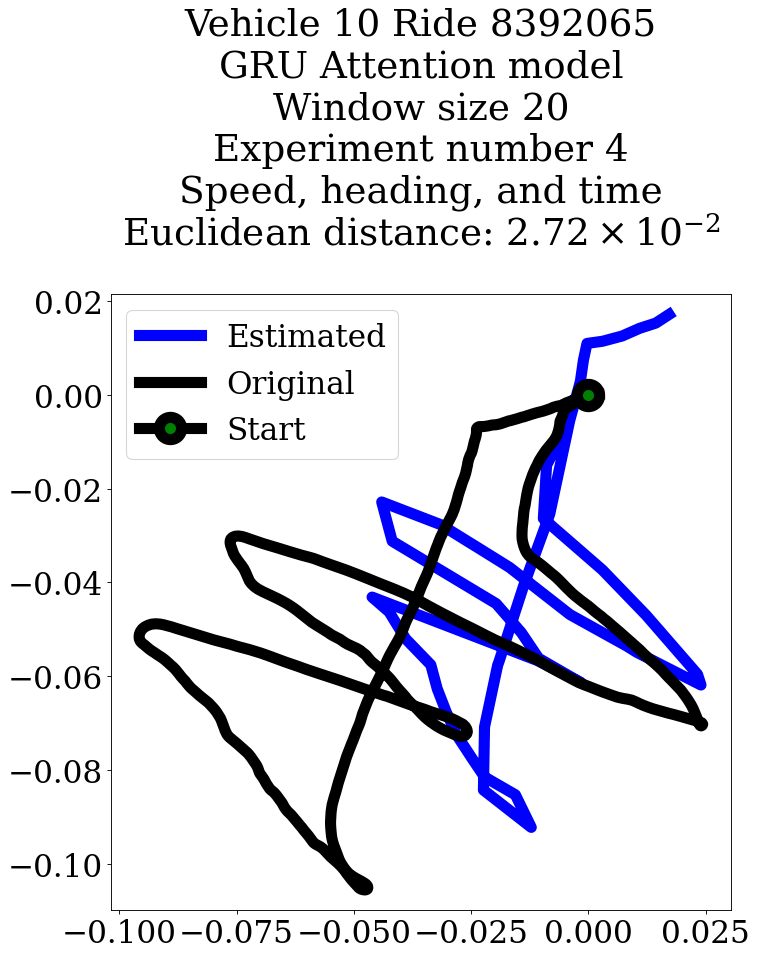 Vehicle 10 Ride 8392065
GRU Attention model
Window size 20
Experiment number 4
Speed, heading, and time
Euclidean distance: 2.72 × 10⁻²
Estimated
Original
Start
0.02
0.00
−0.02
−0.04
−0.06
−0.08
−0.10
−0.100 −0.075 −0.050 −0.025 0.000 0.025